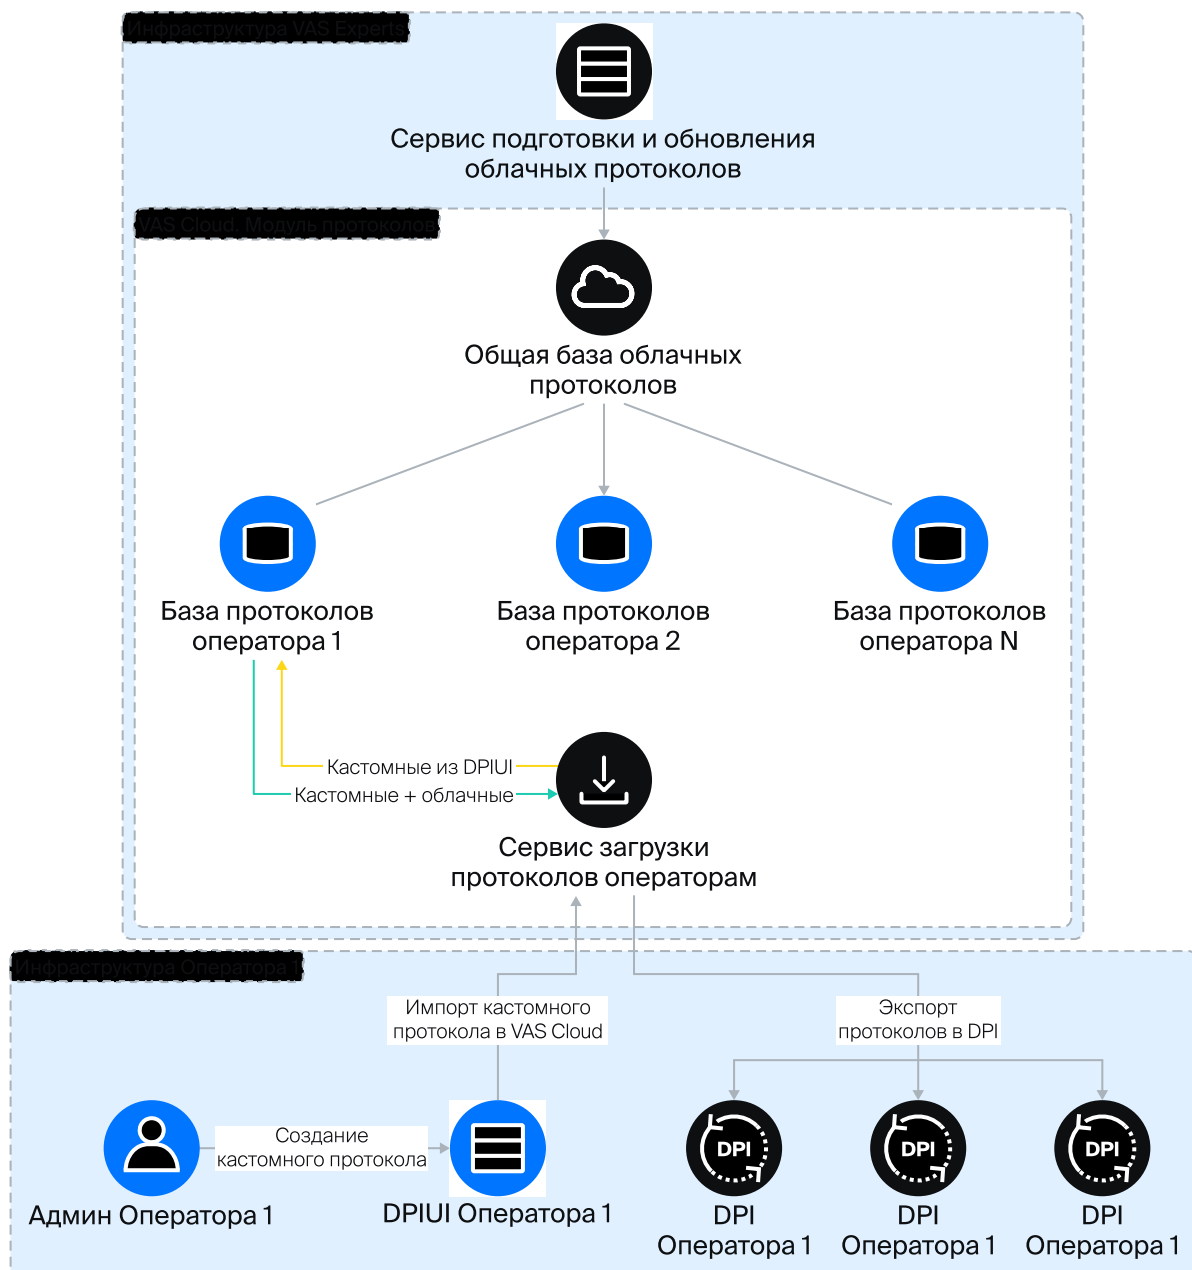 Инфраструктура VAS Experts
Сервис подготовки и обновления
облачных протоколов
VAS Cloud. Модуль протоколов
Общая база облачных
протоколов
База протоколов
оператора 1
База протоколов
оператора 2
База протоколов
оператора N
Кастомные из DPIUI
Кастомные + облачные
Сервис загрузки
протоколов операторам
Инфраструктура Оператора 1
Импорт кастомного
протокола в VAS Cloud
Экспорт
протоколов в DPI
Создание
кастомного протокола
DPI
DPI
DPI
Админ Оператора 1
DPIUI Оператора 1
DPI
Оператора 1
DPI
Оператора 1
DPI
Оператора 1